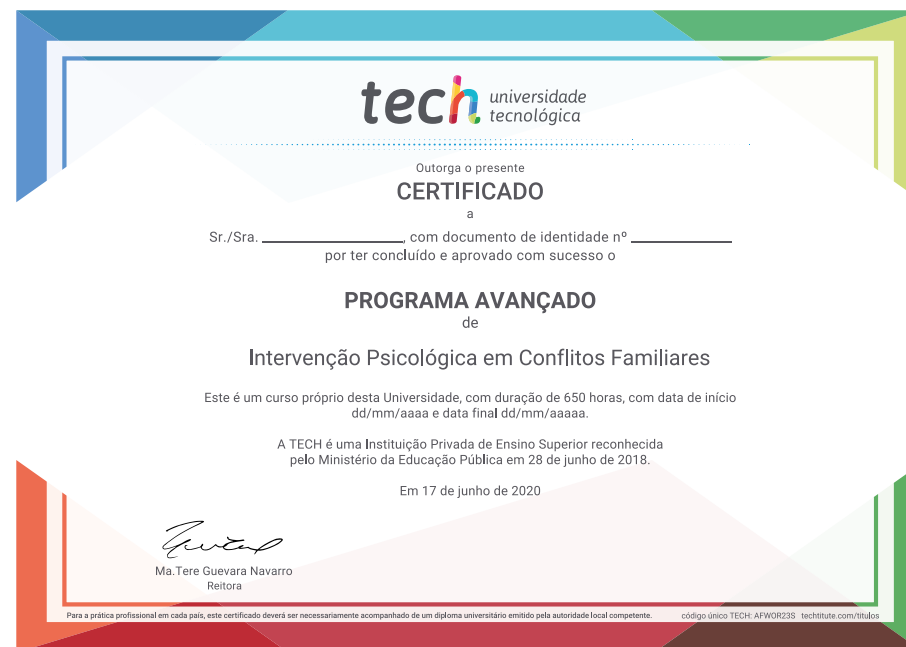 tech universidade
tecnológica
Outorga o presente
CERTIFICADO
a
Sr./Sra. ____________________, com documento de identidade nº ______________
por ter concluído e aprovado com sucesso o
PROGRAMA AVANÇADO
de
Intervenção Psicológica em Conflitos Familiares
Este é um curso próprio desta Universidade, com duração de 650 horas, com data de início
dd/mm/aaaa e data final dd/mm/aaaaa.
A TECH é uma Instituição Privada de Ensino Superior reconhecida
pelo Ministério da Educação Pública em 28 de junho de 2018.
Em 17 de junho de 2020
Ma.Tere Guevara Navarro
Reitora
Para a prática profissional em cada país, este certificado deverá ser necessariamente acompanhado de um diploma universitário emitido pela autoridade local competente.
código único TECH: AFWOR23S techtitute.com/titulos